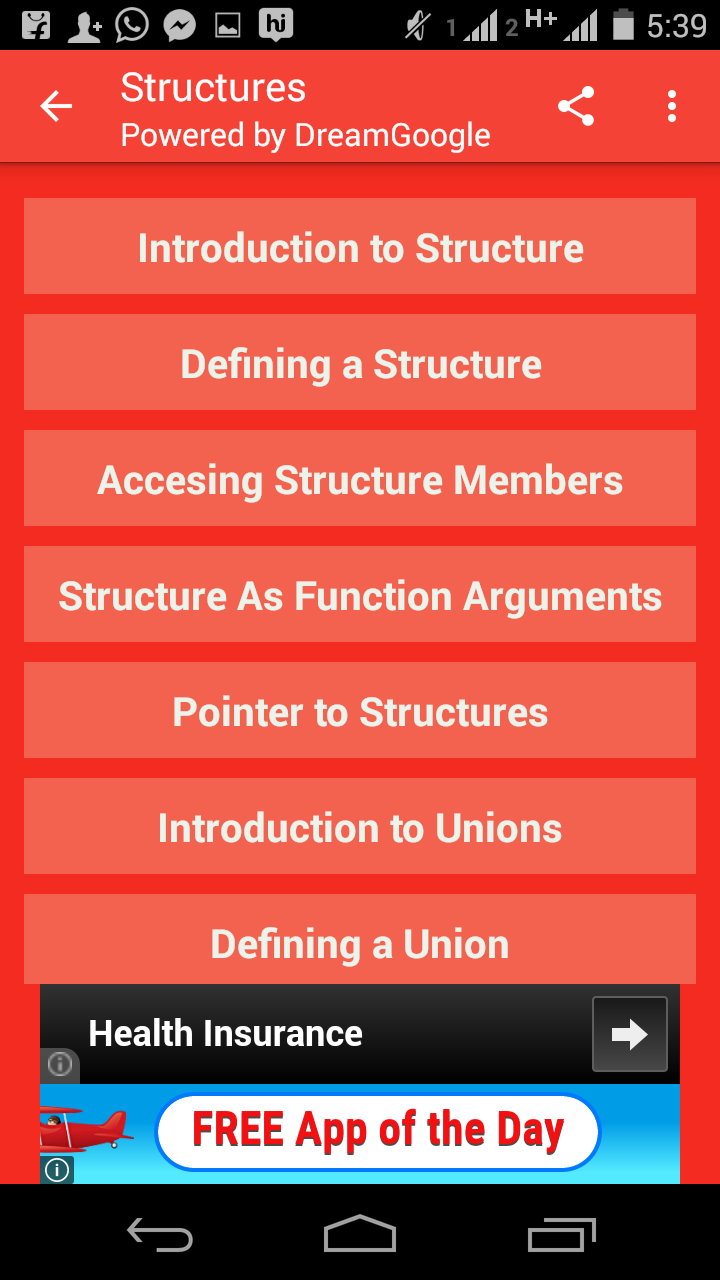 hi
1
2
H+
5:39
Structures
Powered by DreamGoogle
Introduction to Structure
Defining a Structure
Accesing Structure Members
Structure As Function Arguments
Pointer to Structures
Introduction to Unions
Defining a Union
Health Insurance
FREE App of the Day